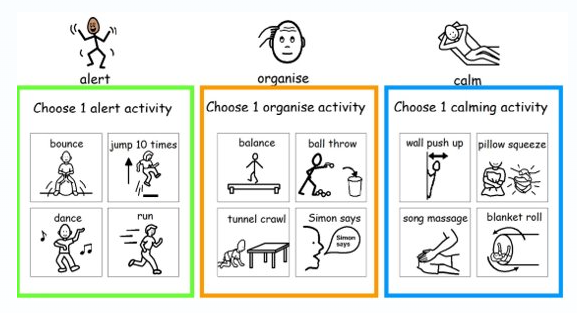 alert
organise
calm
Choose 1 alert activity
bounce
jump 10 times
dance
run
Choose 1 organise activity
balance
ball throw
tunnel crawl
Simon says
Simon
says
Choose 1 calming activity
wall push up
pillow squeeze
song massage
blanket roll